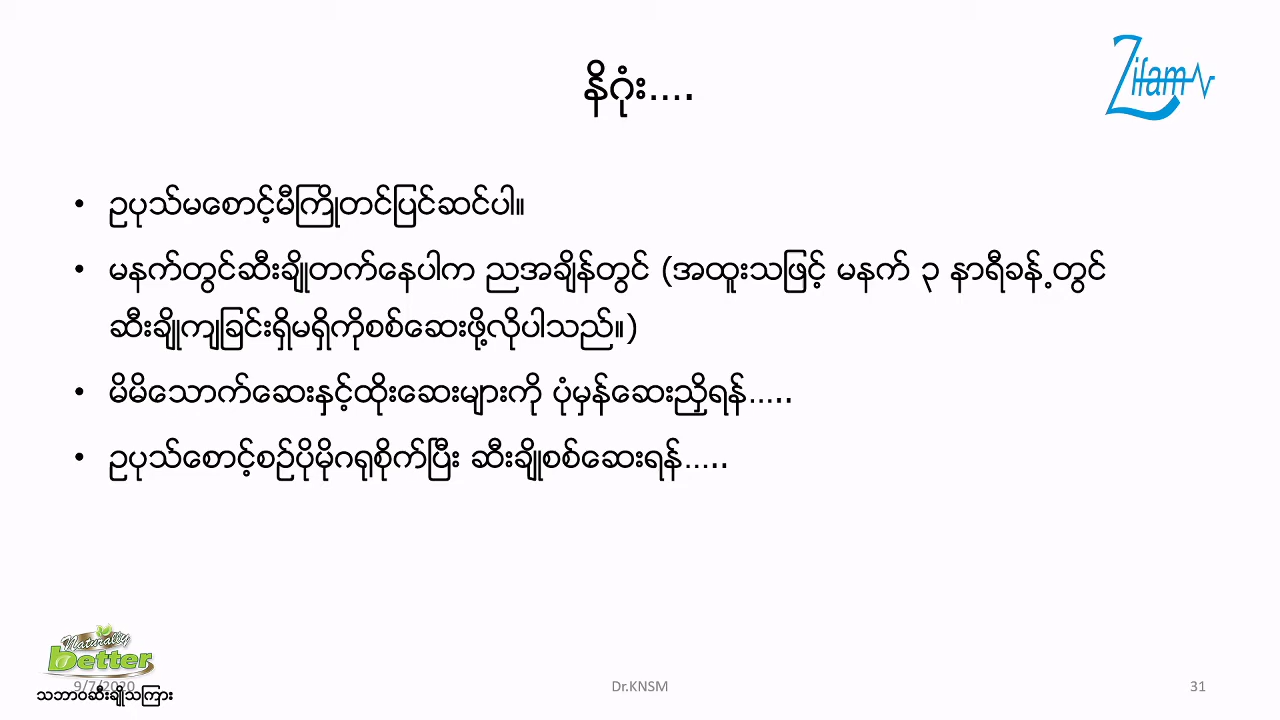 နိဂုံး....
Zifam
• ဥပုသ်မစောင့်မီကြိုတင်ပြင်ဆင်ပါ။
• မနက်တွင်ဆီးချိုတက်နေပါက ညအချိန်တွင် (အထူးသဖြင့် မနက် ၃ နာရီခန့်တွင်
ဆီးချိုကျခြင်းရှိမရှိကိုစစ်ဆေးဖို့လိုပါသည်။)
• မိမိသောက်ဆေးနှင့်ထိုးဆေးများကို ပုံမှန်ဆေးညှိရန်.....
• ဥပုသ်စောင့်စဉ်ပိုမိုဂရုစိုက်ပြီး ဆီးချိုစစ်ဆေးရန်.....
Naturally
better
9/7/2020
သဘာဝဆီးချိုသကြား
Dr.KNSM
31